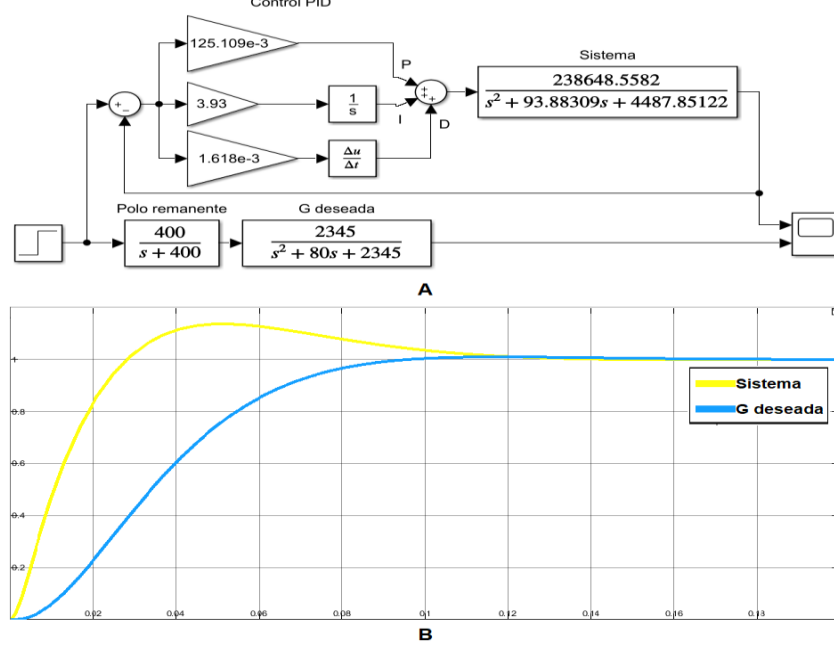 Control PID
125.109e-3
P
Sistema
238648.5582
s² + 93.88309s + 4487.85122
+
−
3.93
1
s
I
+
+
+
D
1.618e-3
Δu
Δt
Polo remanente
G deseada
400
s + 400
2345
s² + 80s + 2345
A
1
0.8
0.6
0.4
0.2
0.02
0.04
0.06
0.08
0.1
0.12
0.14
0.16
0.18
Sistema
G deseada
B